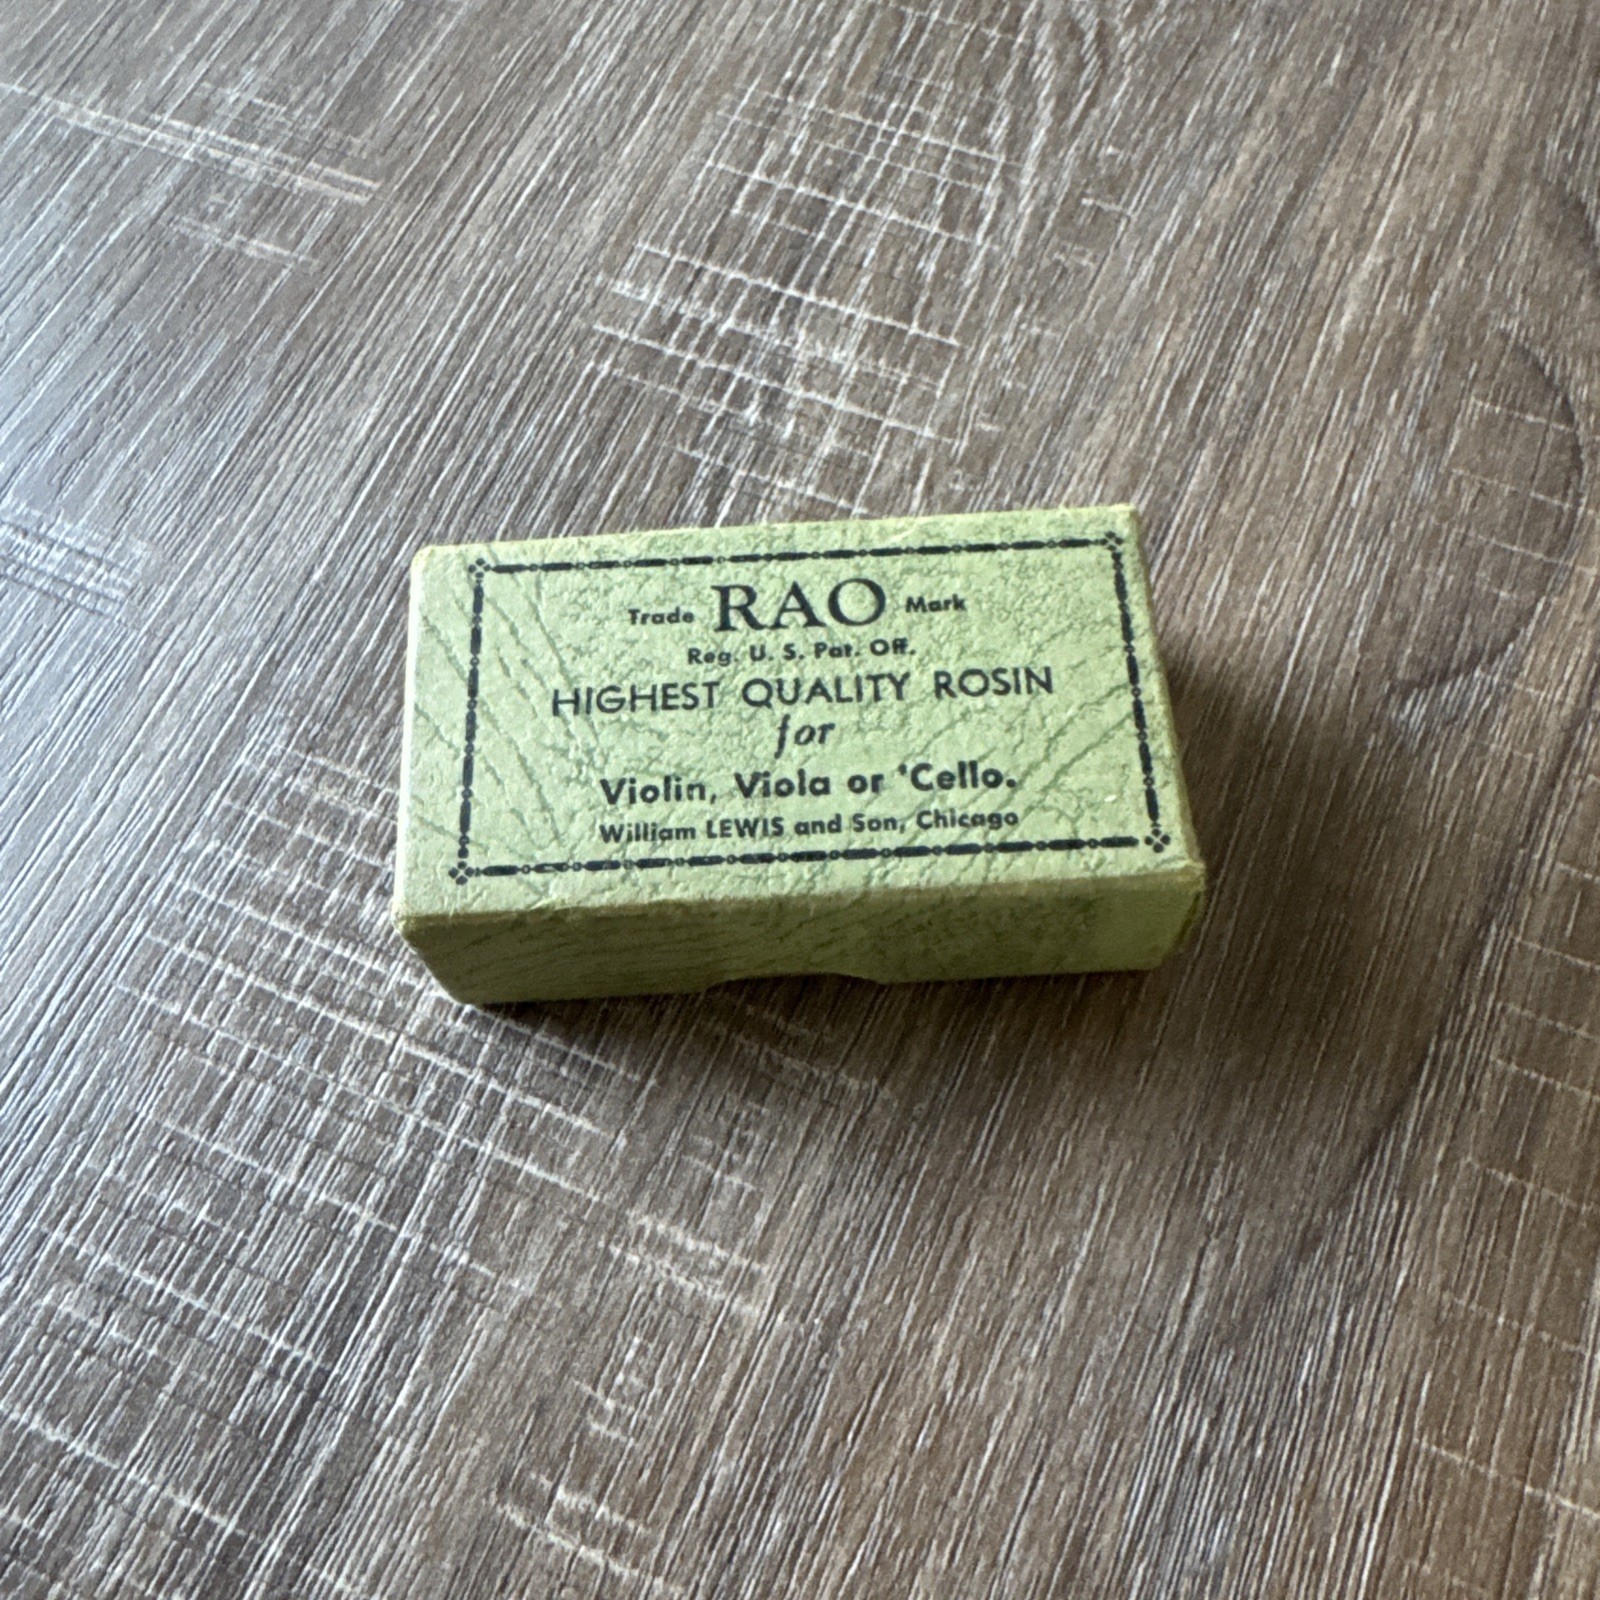 Trade RAO Mark
Reg. U. S. Pat. Off.
HIGHEST QUALITY ROSIN
for
Violin, Viola or 'Cello.
William LEWIS and Son, Chicago